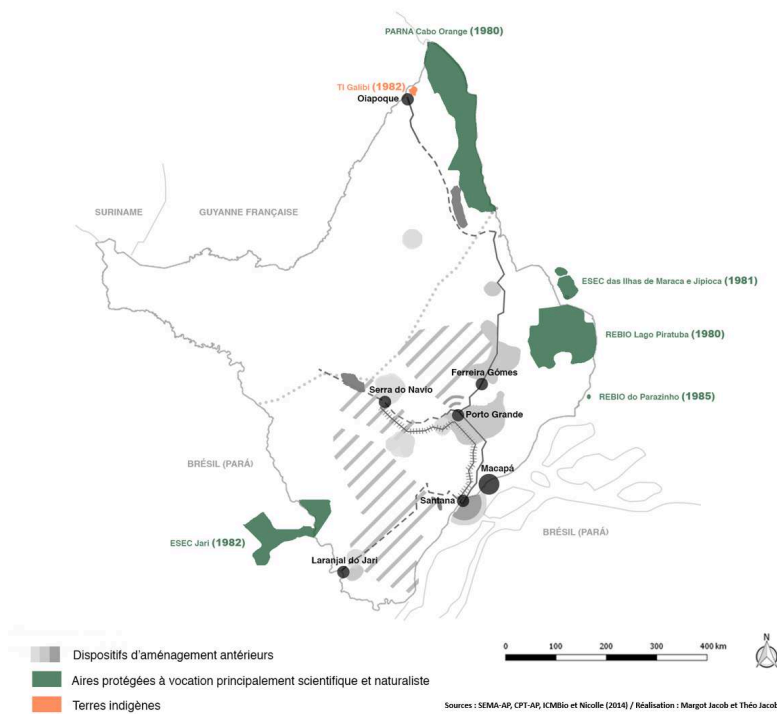 PARNA Cabo Orange (1980)
TI Galibi (1982)
Oiapoque
SURINAME
GUYANNE FRANÇAISE
ESEC das Ilhas de Maraca e Jipioca (1981)
REBIO Lago Piratuba (1980)
Ferreira Gómes
Serra do Navio
REBIO do Parazinho (1985)
Porto Grande
BRÉSIL (PARÁ)
Macapá
Santana
BRÉSIL (PARÁ)
ESEC Jari (1982)
Laranjal do Jari
N
0 100 200 300 400 km
Dispositifs d'aménagement antérieurs
Aires protégées à vocation principalement scientifique et naturaliste
Terres indigènes
Sources : SEMA-AP, CPT-AP, ICMBio et Nicolle (2014) / Réalisation : Margot Jacob et Théo Jacob